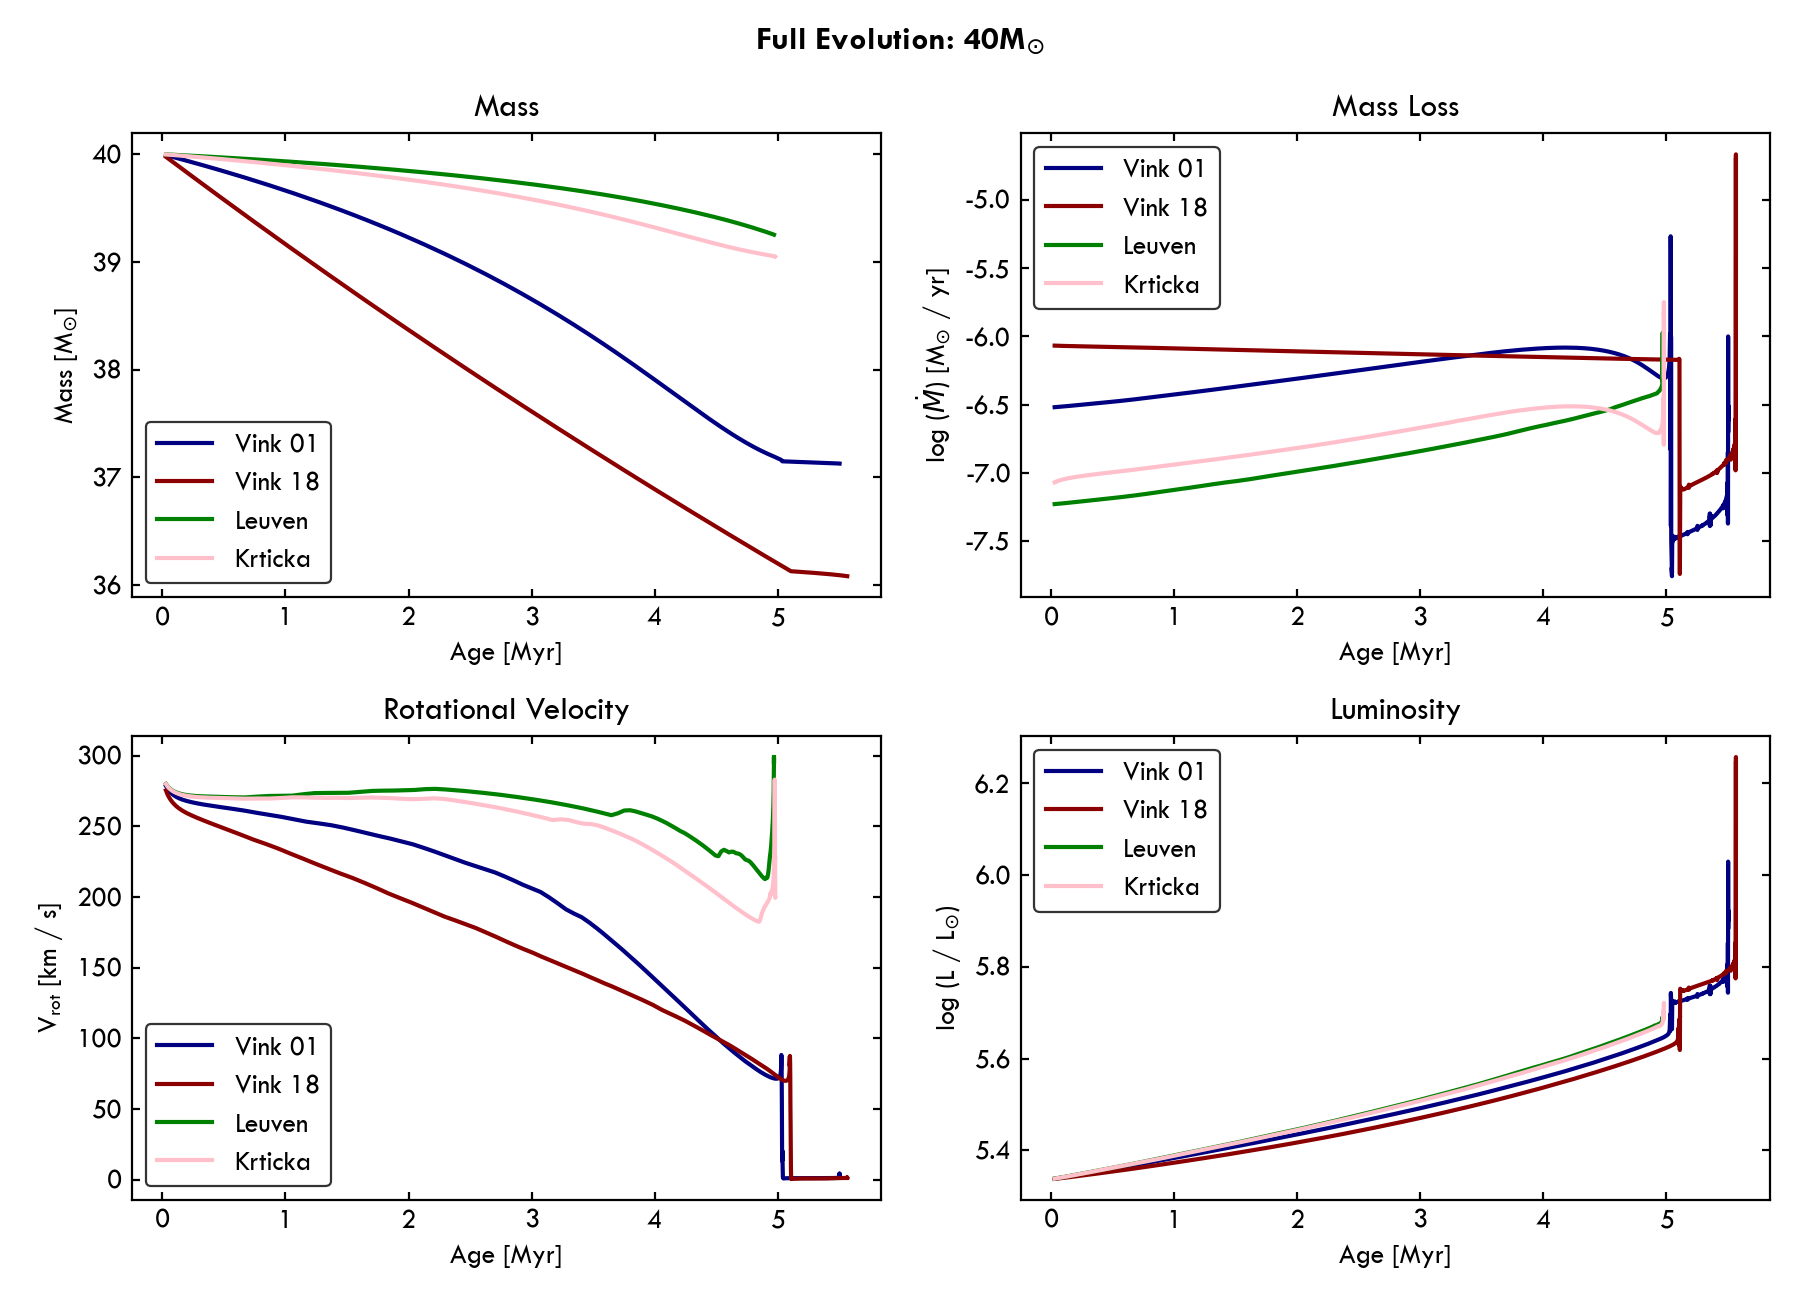 Full Evolution: 40M⊙
Mass
40
39
38
37
36
Mass [M⊙]
Vink 01
Vink 18
Leuven
Krticka
0 1 2 3 4 5
Age [Myr]
Mass Loss
-5.0
-5.5
-6.0
-6.5
-7.0
-7.5
log (Ṁ) [M⊙ / yr]
Vink 01
Vink 18
Leuven
Krticka
0 1 2 3 4 5
Age [Myr]
Rotational Velocity
300
250
200
150
100
50
0
Vrot [km / s]
Vink 01
Vink 18
Leuven
Krticka
0 1 2 3 4 5
Age [Myr]
Luminosity
6.2
6.0
5.8
5.6
5.4
log (L / L⊙)
Vink 01
Vink 18
Leuven
Krticka
0 1 2 3 4 5
Age [Myr]